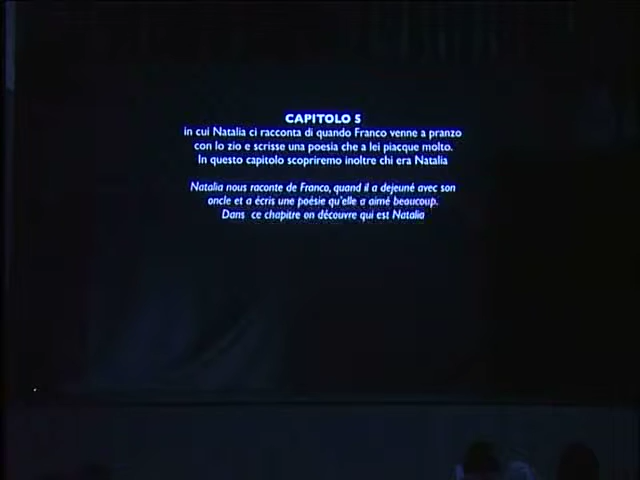 CAPITOLO 5
in cui Natalia ci racconta di quando Franco venne a pranzo
con lo zio e scrisse una poesia che a lei piacque molto.
In questo capitolo scopriremo inoltre chi era Natalia
Natalia nous raconte de Franco, quand il a dejeuné avec son
oncle et a écris une poésie qu'elle a aimé beaucoup.
Dans ce chapitre on découvre qui est Natalia